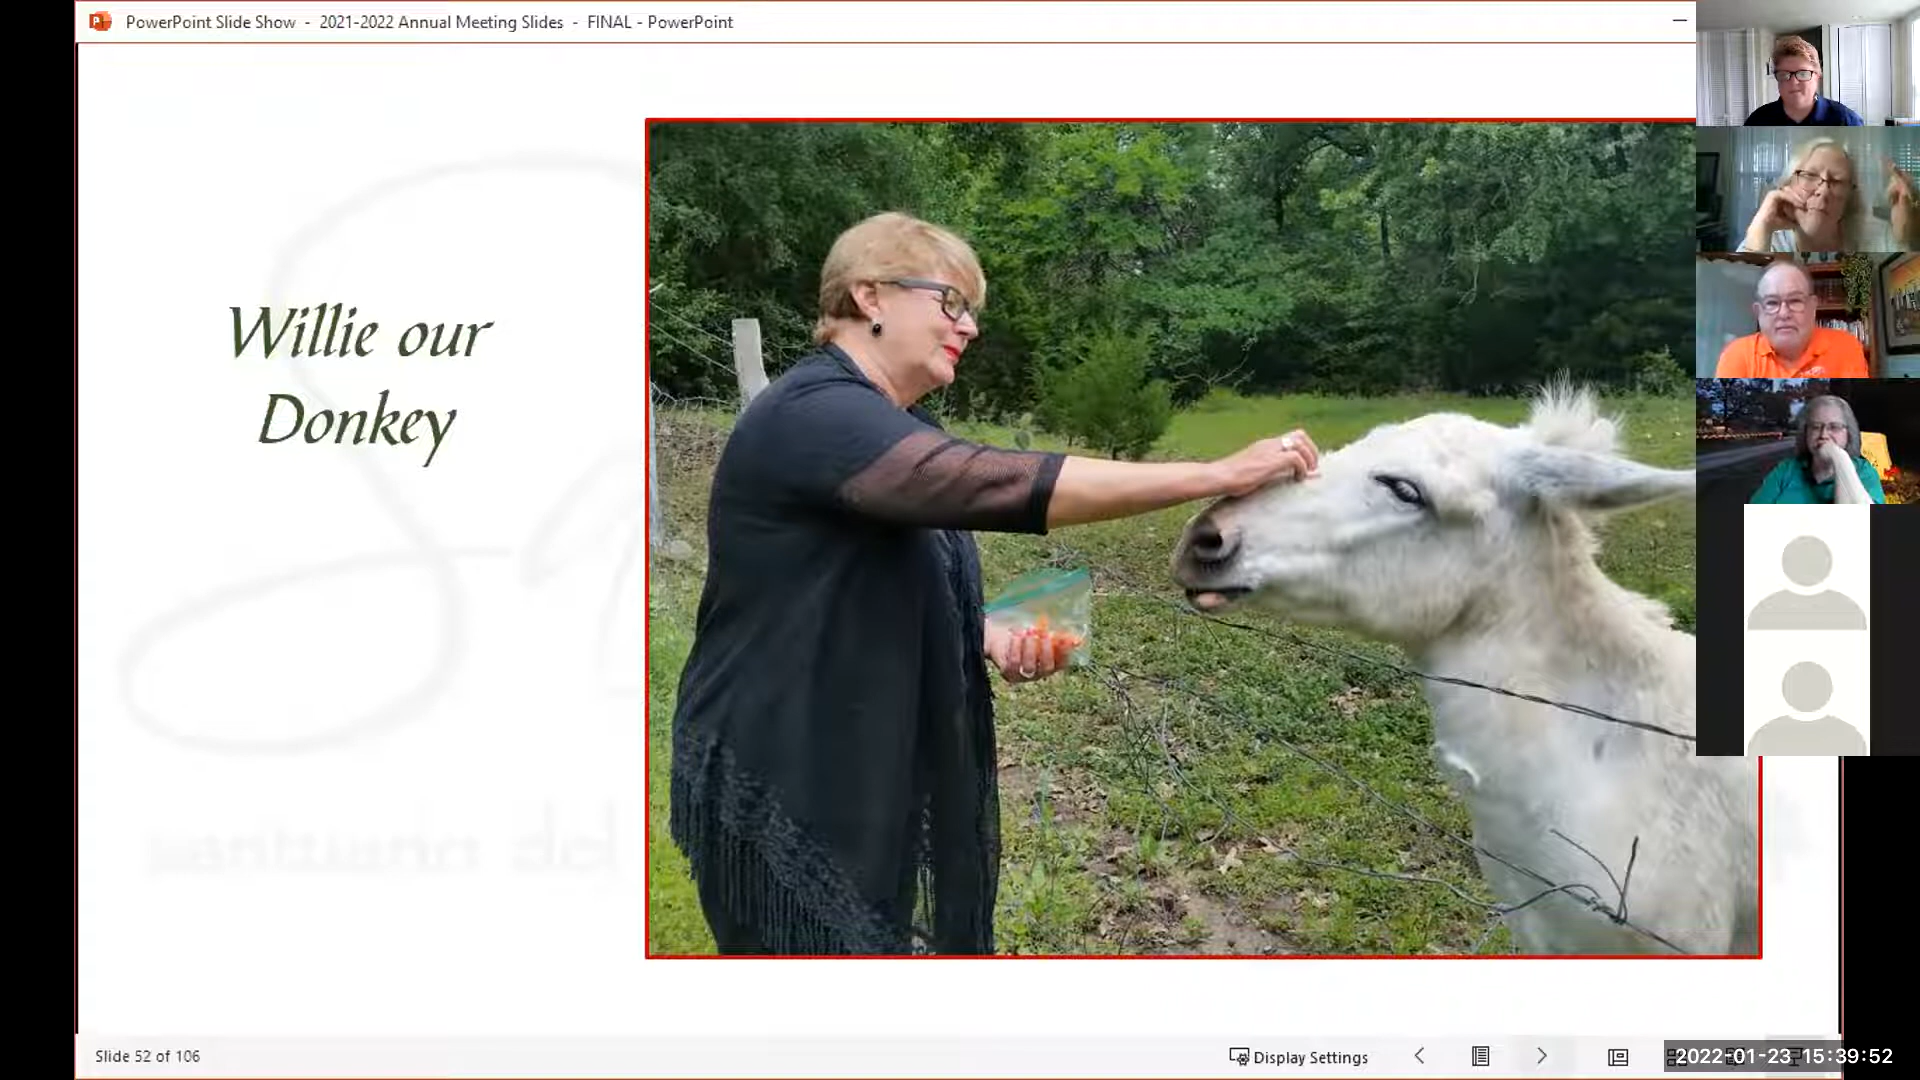 PowerPoint Slide Show - 2021-2022 Annual Meeting Slides - FINAL - PowerPoint
Willie our
Donkey
Slide 52 of 106
Display Settings
2022-01-23 15:39:52